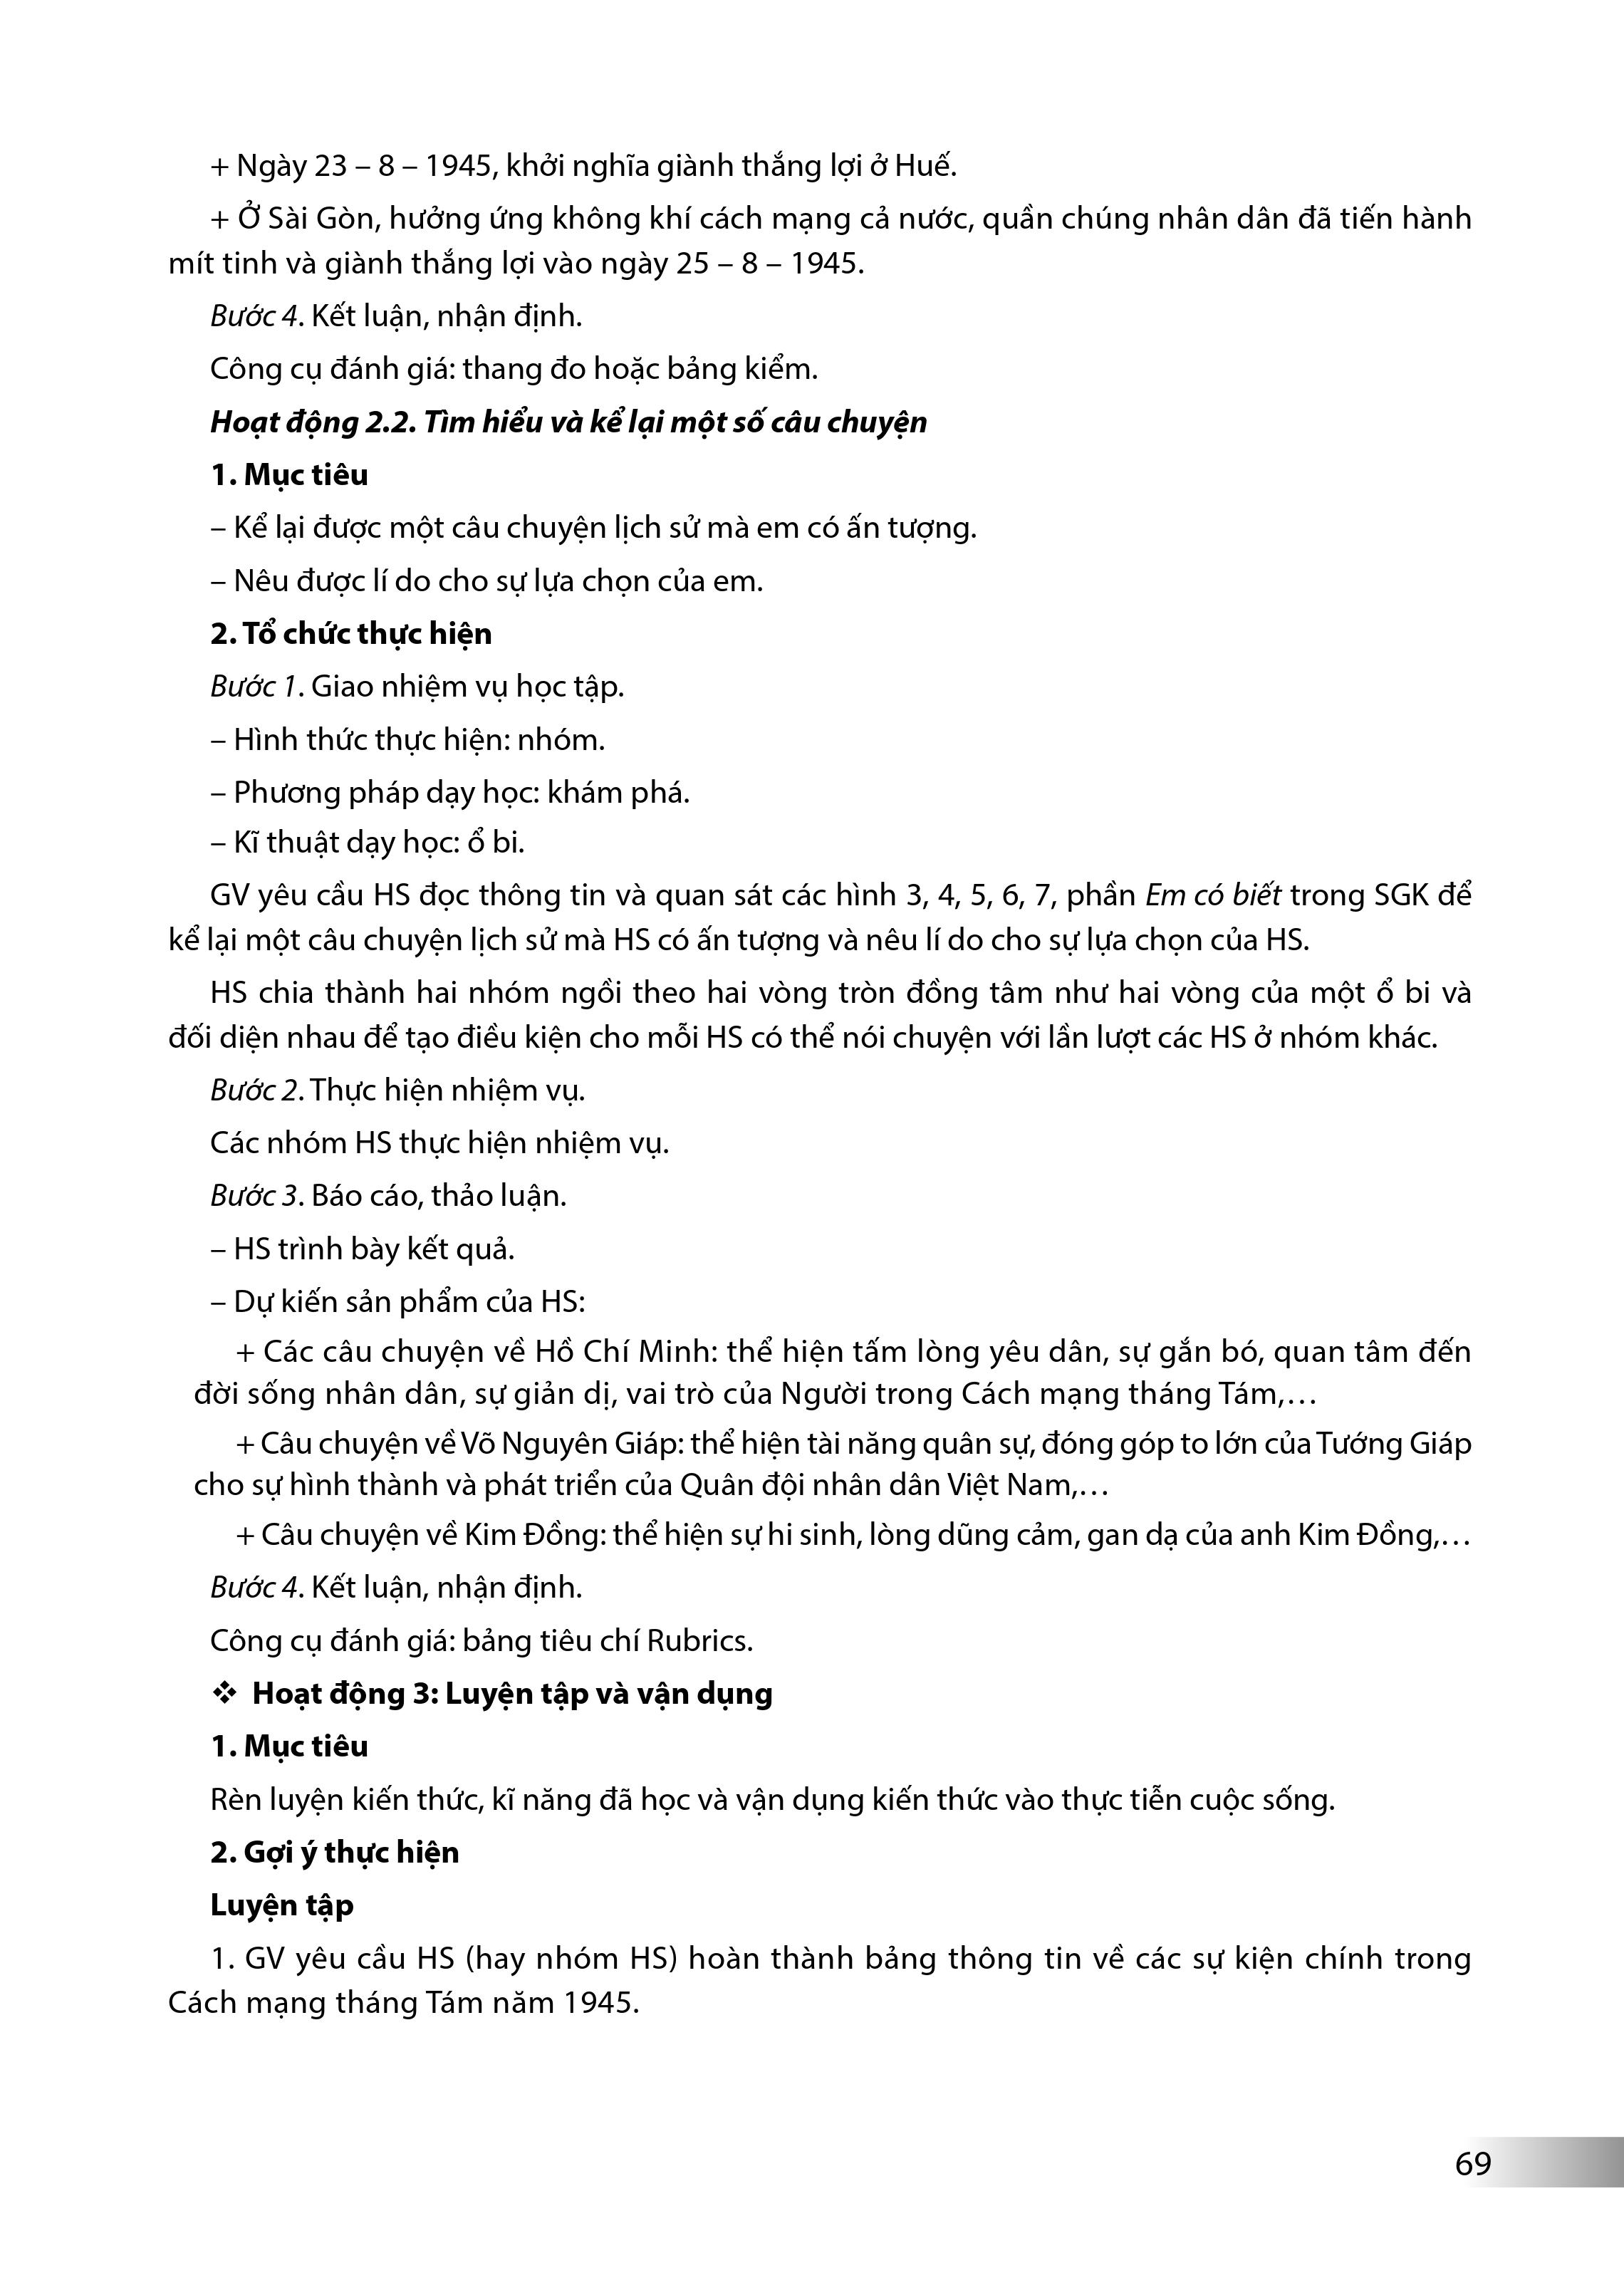 + Ngày 23 – 8 – 1945, khởi nghĩa giành thắng lợi ở Huế.
+ Ở Sài Gòn, hưởng ứng không khí cách mạng cả nước, quần chúng nhân dân đã tiến hành
mít tinh và giành thắng lợi vào ngày 25 – 8 – 1945.
Bước 4. Kết luận, nhận định.
Công cụ đánh giá: thang đo hoặc bảng kiểm.
Hoạt động 2.2. Tìm hiểu và kể lại một số câu chuyện
1. Mục tiêu
– Kể lại được một câu chuyện lịch sử mà em có ấn tượng.
– Nêu được lí do cho sự lựa chọn của em.
2. Tổ chức thực hiện
Bước 1. Giao nhiệm vụ học tập.
– Hình thức thực hiện: nhóm.
– Phương pháp dạy học: khám phá.
– Kĩ thuật dạy học: ổ bi.
GV yêu cầu HS đọc thông tin và quan sát các hình 3, 4, 5, 6, 7, phần Em có biết trong SGK để
kể lại một câu chuyện lịch sử mà HS có ấn tượng và nêu lí do cho sự lựa chọn của HS.
HS chia thành hai nhóm ngồi theo hai vòng tròn đồng tâm như hai vòng của một ổ bi và
đối diện nhau để tạo điều kiện cho mỗi HS có thể nói chuyện với lần lượt các HS ở nhóm khác.
Bước 2. Thực hiện nhiệm vụ.
Các nhóm HS thực hiện nhiệm vụ.
Bước 3. Báo cáo, thảo luận.
– HS trình bày kết quả.
– Dự kiến sản phẩm của HS:
+ Các câu chuyện về Hồ Chí Minh: thể hiện tấm lòng yêu dân, sự gắn bó, quan tâm đến
đời sống nhân dân, sự giản dị, vai trò của Người trong Cách mạng tháng Tám,…
+ Câu chuyện về Võ Nguyên Giáp: thể hiện tài năng quân sự, đóng góp to lớn của Tướng Giáp
cho sự hình thành và phát triển của Quân đội nhân dân Việt Nam,…
+ Câu chuyện về Kim Đồng: thể hiện sự hi sinh, lòng dũng cảm, gan dạ của anh Kim Đồng,…
Bước 4. Kết luận, nhận định.
Công cụ đánh giá: bảng tiêu chí Rubrics.
❖ Hoạt động 3: Luyện tập và vận dụng
1. Mục tiêu
Rèn luyện kiến thức, kĩ năng đã học và vận dụng kiến thức vào thực tiễn cuộc sống.
2. Gợi ý thực hiện
Luyện tập
1. GV yêu cầu HS (hay nhóm HS) hoàn thành bảng thông tin về các sự kiện chính trong
Cách mạng tháng Tám năm 1945.
69